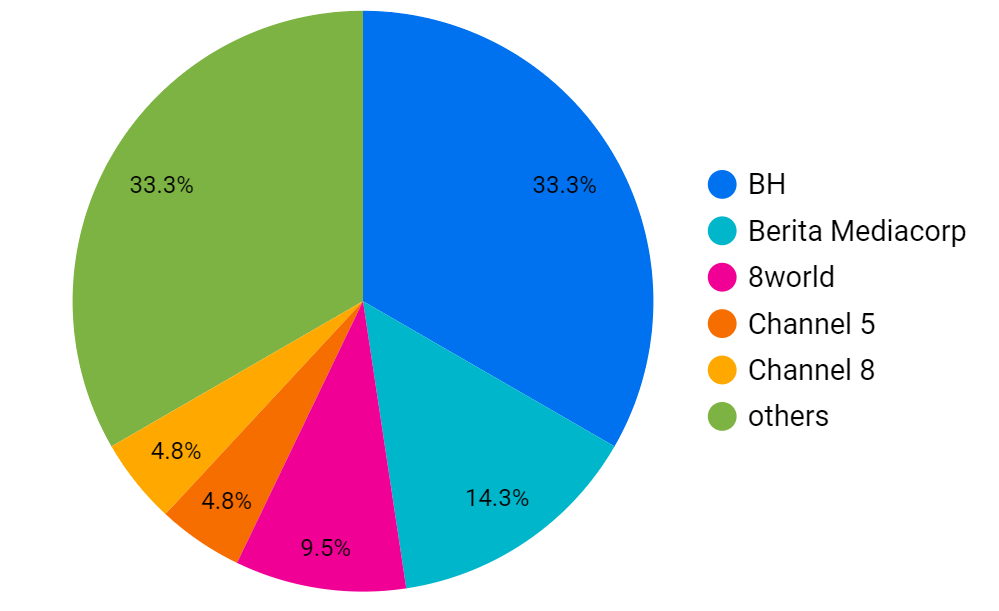 33.3%
33.3%
4.8%
4.8%
9.5%
14.3%
BH
Berita Mediacorp
8world
Channel 5
Channel 8
others